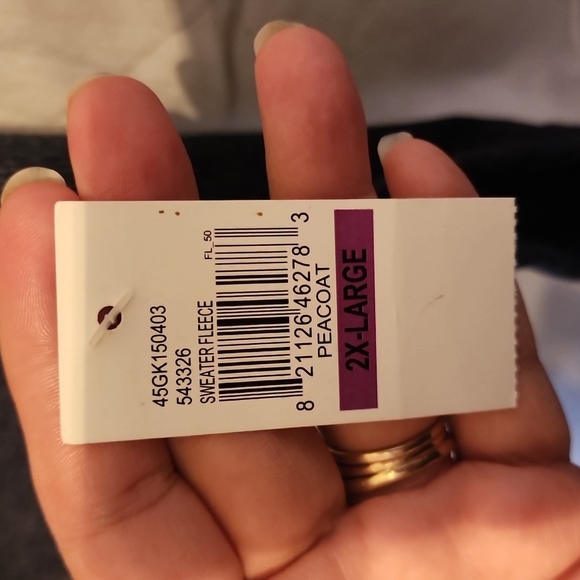 45GK150403
543326
SWEATER FLEECE
FL_50
8 21126 46278 3
PEACOAT
2X-LARGE